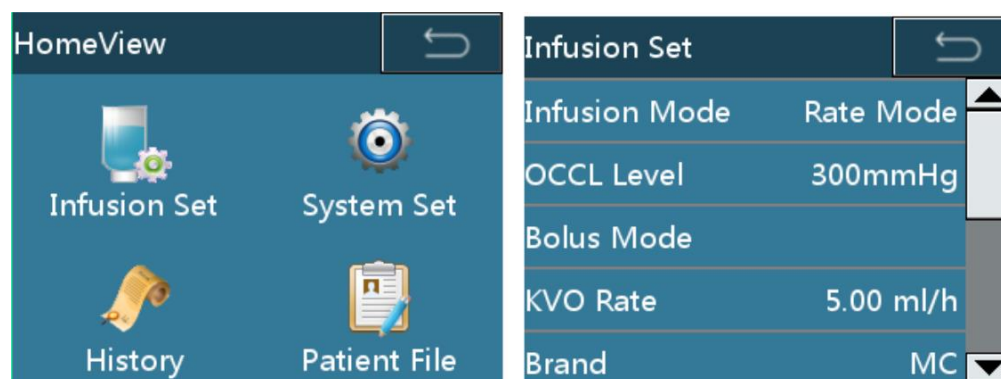 HomeView
Infusion Set
System Set
History
Patient File
Infusion Set
Infusion Mode Rate Mode
OCCL Level 300mmHg
Bolus Mode
KVO Rate 5.00 ml/h
Brand MC